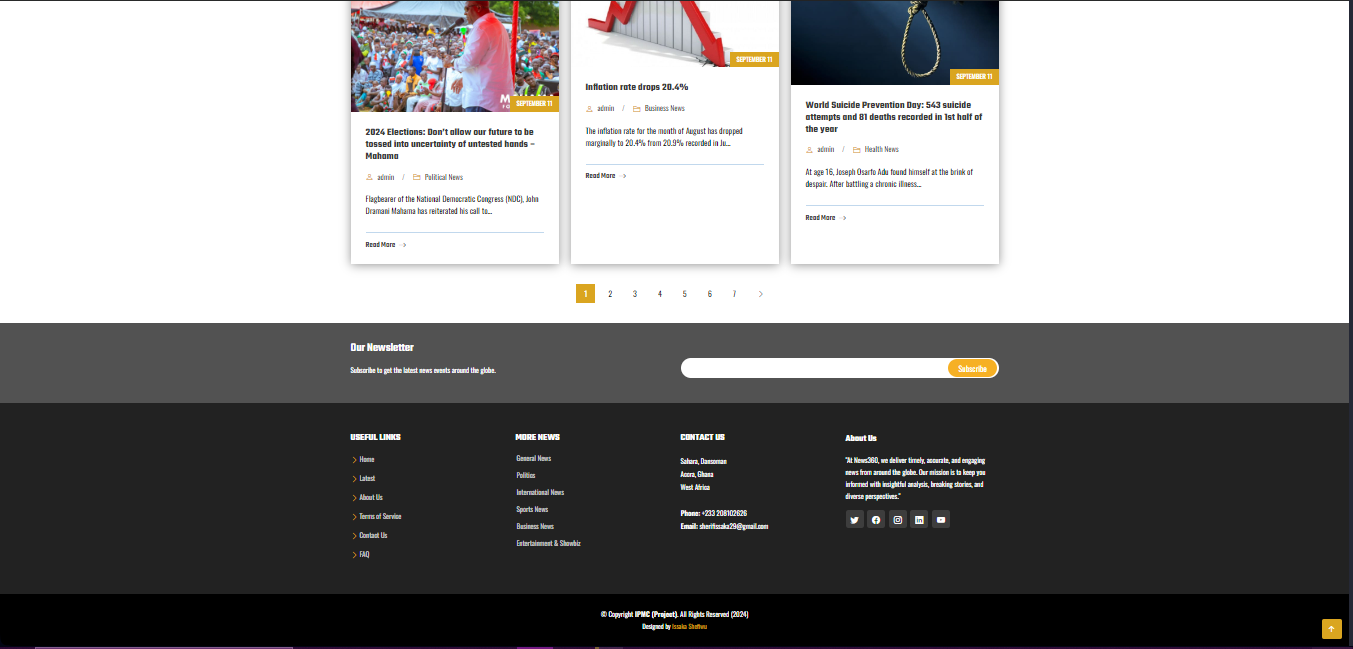 SEPTEMBER 11
2024 Elections: Don't allow our future to be
tossed into uncertainty of untested hands –
Mahama
admin / Political News
Flagbearer of the National Democratic Congress (NDC), John
Dramani Mahama has reiterated his call to...
Read More
SEPTEMBER 11
Inflation rate drops 20.4%
admin / Business News
The inflation rate for the month of August has dropped
marginally to 20.4% from 20.9% recorded in Ju...
Read More
SEPTEMBER 11
World Suicide Prevention Day: 543 suicide
attempts and 81 deaths recorded in 1st half of
the year
admin / Health News
At age 16, Joseph Osarfo Adu found himself at the brink of
despair. After battling a chronic illness...
Read More
1 2 3 4 5 6 7
Our Newsletter
Subscribe to get the latest news events around the globe.
Subscribe
USEFUL LINKS
Home
Latest
About Us
Terms of Service
Contact Us
FAQ
MORE NEWS
General News
Politics
International News
Sports News
Business News
Entertainment & Showbiz
CONTACT US
Sahara, Dansoman
Accra, Ghana
West Africa
Phone: +233 208102626
Email: sherifissaka29@gmail.com
About Us
"At News360, we deliver timely, accurate, and engaging
news from around the globe. Our mission is to keep you
informed with insightful analysis, breaking stories, and
diverse perspectives."
© Copyright IPMC (Project). All Rights Reserved (2024)
Designed by Issaka Sherifwu